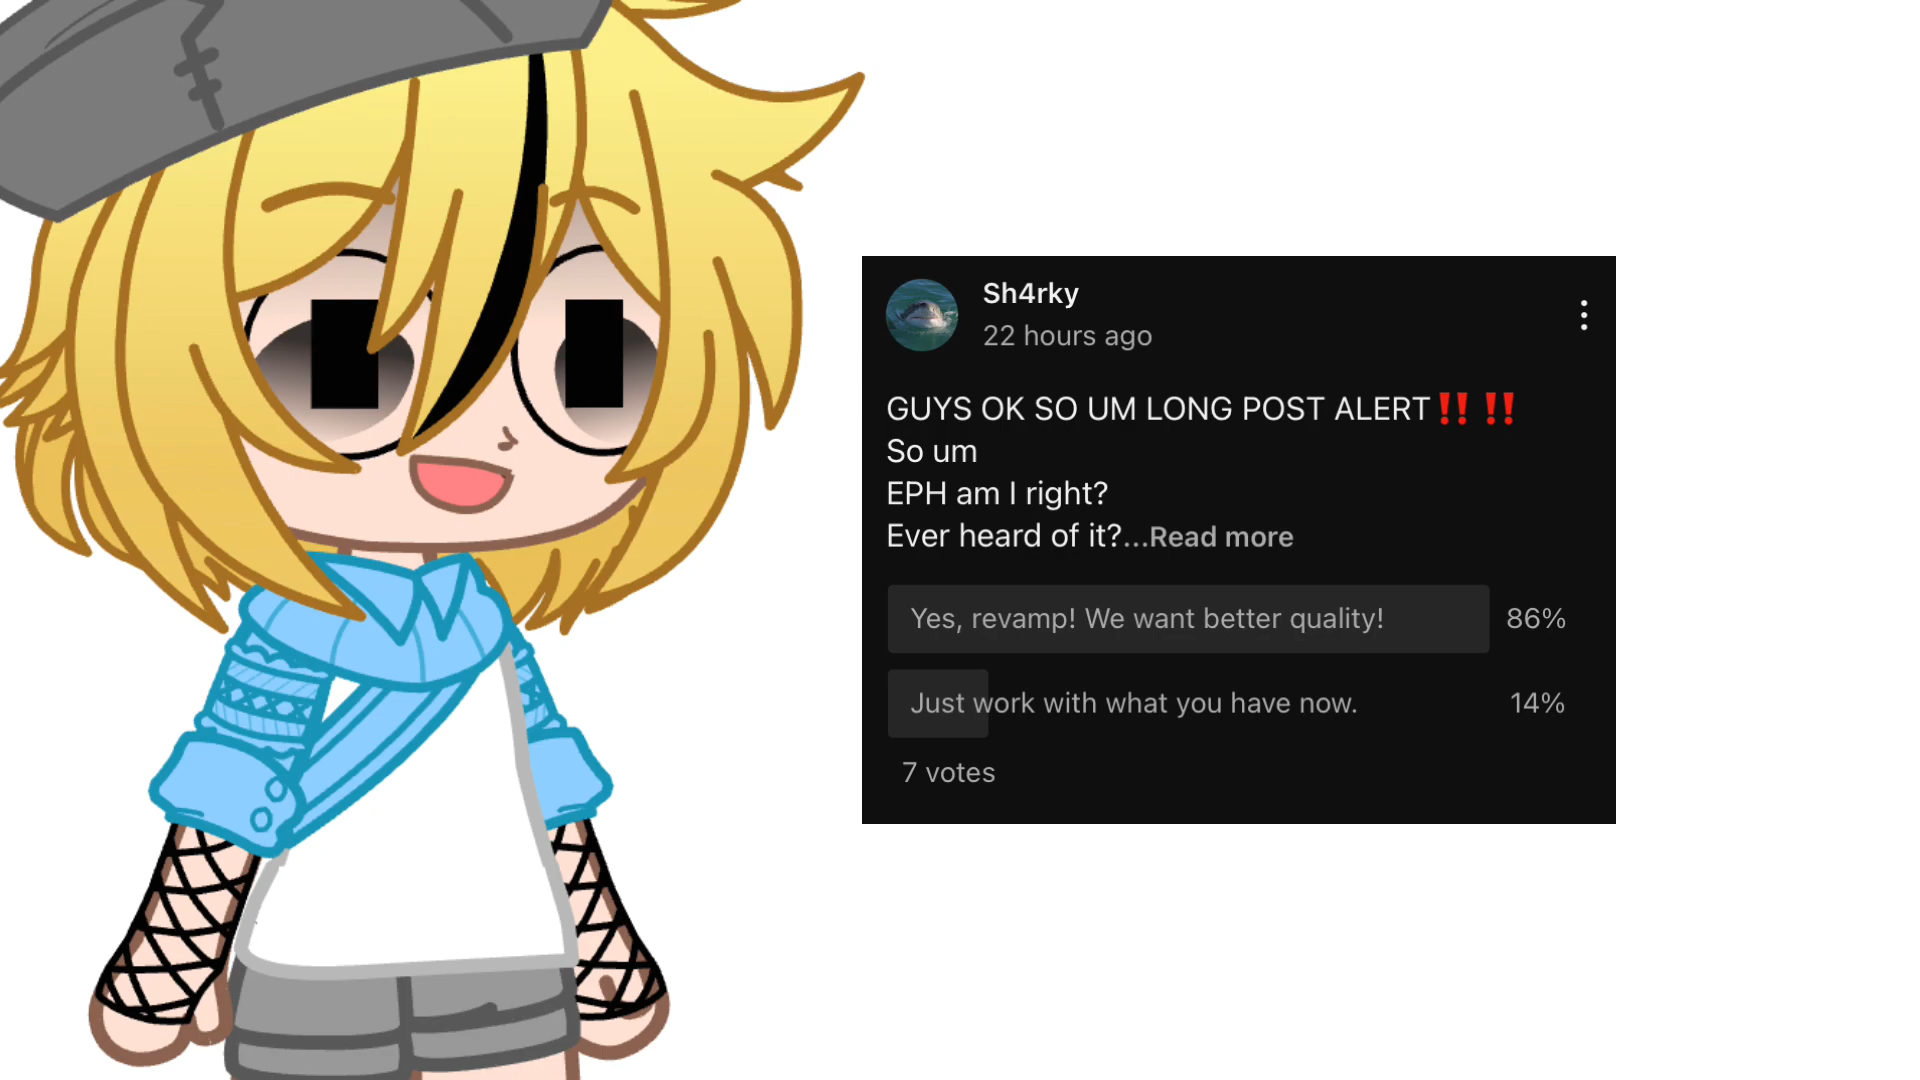 Sh4rky
22 hours ago
GUYS OK SO UM LONG POST ALERT‼️ ‼️
So um
EPH am I right?
Ever heard of it?...Read more
Yes, revamp! We want better quality! 86%
Just work with what you have now. 14%
7 votes